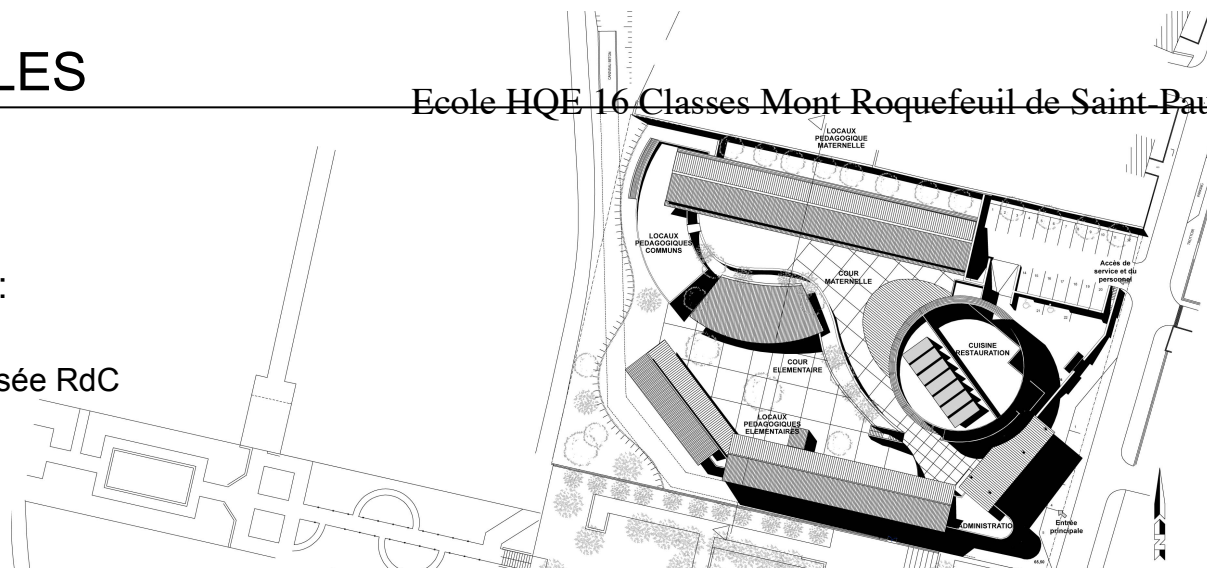 LES
Ecole HQE 16 Classes Mont Roquefeuil de Saint-Pau
:
sée RdC
LOCAUX
PEDAGOGIQUE
MATERNELLE
LOCAUX
PEDAGOGIQUES
COMMUNS
COUR
MATERNELLE
Accès de
service et du
personnel
CUISINE
RESTAURATION
COUR
ELEMENTAIRE
LOCAUX
PEDAGOGIQUES
ELEMENTAIRES
ADMINISTRATIO
Entrée
principale
N